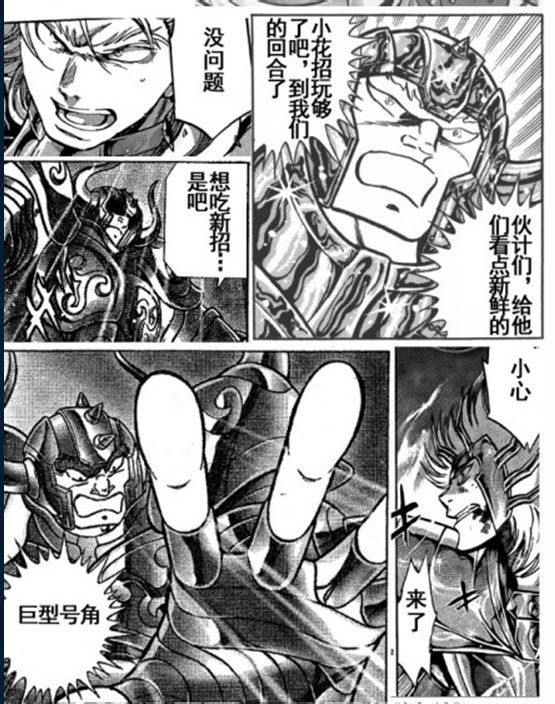 小花招玩够
了吧，到我们
的回合了
伙计们，给他
们看点新鲜的
没问题
想吃新招…
是吧
小心
来了
巨型号角